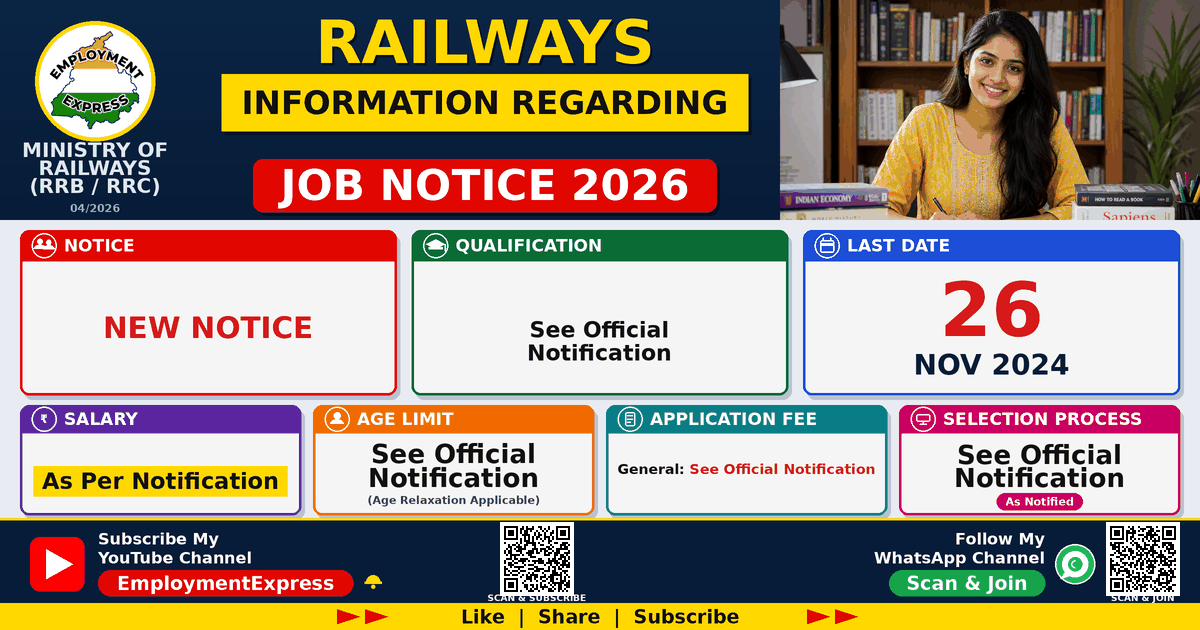 EMPLOYMENT
EXPRESS
MINISTRY OF
RAILWAYS
(RRB / RRC)
04/2026
RAILWAYS
INFORMATION REGARDING
JOB NOTICE 2026
INDIAN ECONOMY
HOW TO READ A BOOK
Sapiens
NOTICE
NEW NOTICE
QUALIFICATION
See Official
Notification
LAST DATE
26
NOV 2024
₹ SALARY
As Per Notification
AGE LIMIT
See Official
Notification
(Age Relaxation Applicable)
APPLICATION FEE
General: See Official Notification
SELECTION PROCESS
See Official
Notification
As Notified
Subscribe My
YouTube Channel
EmploymentExpress
SCAN & SUBSCRIBE
Follow My
WhatsApp Channel
Scan & Join
SCAN & JOIN
Like | Share | Subscribe